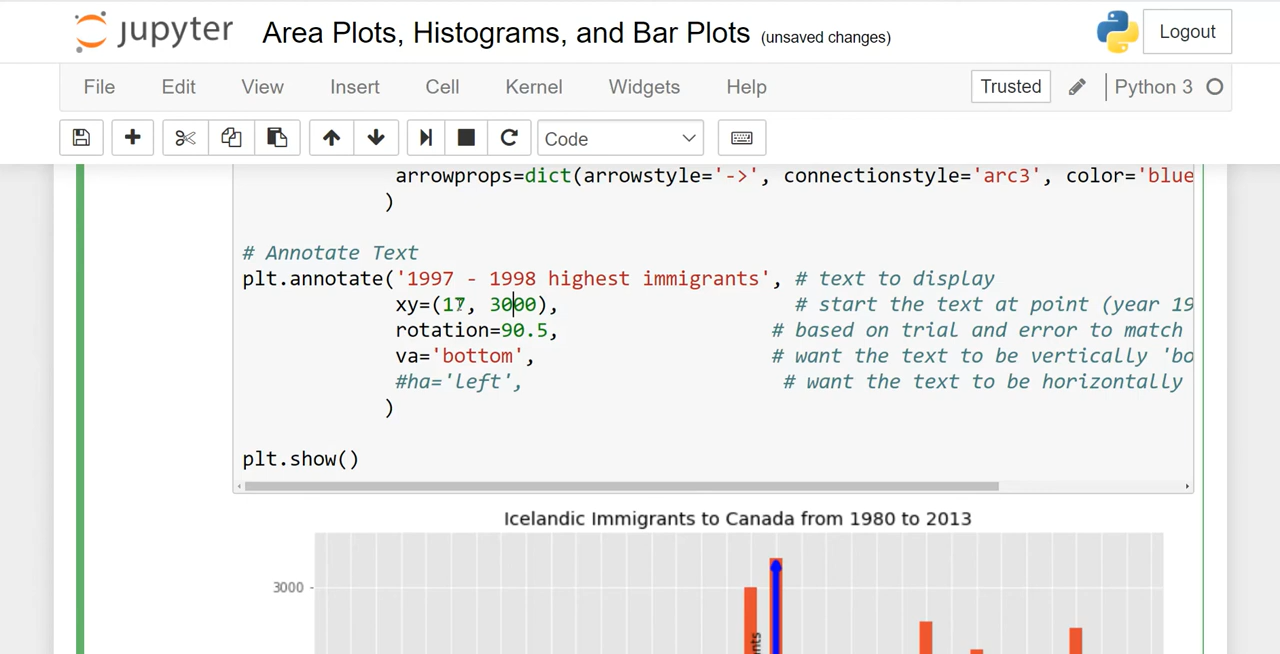 jupyter Area Plots, Histograms, and Bar Plots (unsaved changes) Logout
File Edit View Insert Cell Kernel Widgets Help Trusted Python 3
Code
arrowprops=dict(arrowstyle='->', connectionstyle='arc3', color='blue
)
# Annotate Text
plt.annotate('1997 - 1998 highest immigrants', # text to display
xy=(17, 3000), # start the text at point (year 19
rotation=90.5, # based on trial and error to match
va='bottom', # want the text to be vertically 'bo
#ha='left', # want the text to be horizontally
)
plt.show()
Icelandic Immigrants to Canada from 1980 to 2013
3000
nts